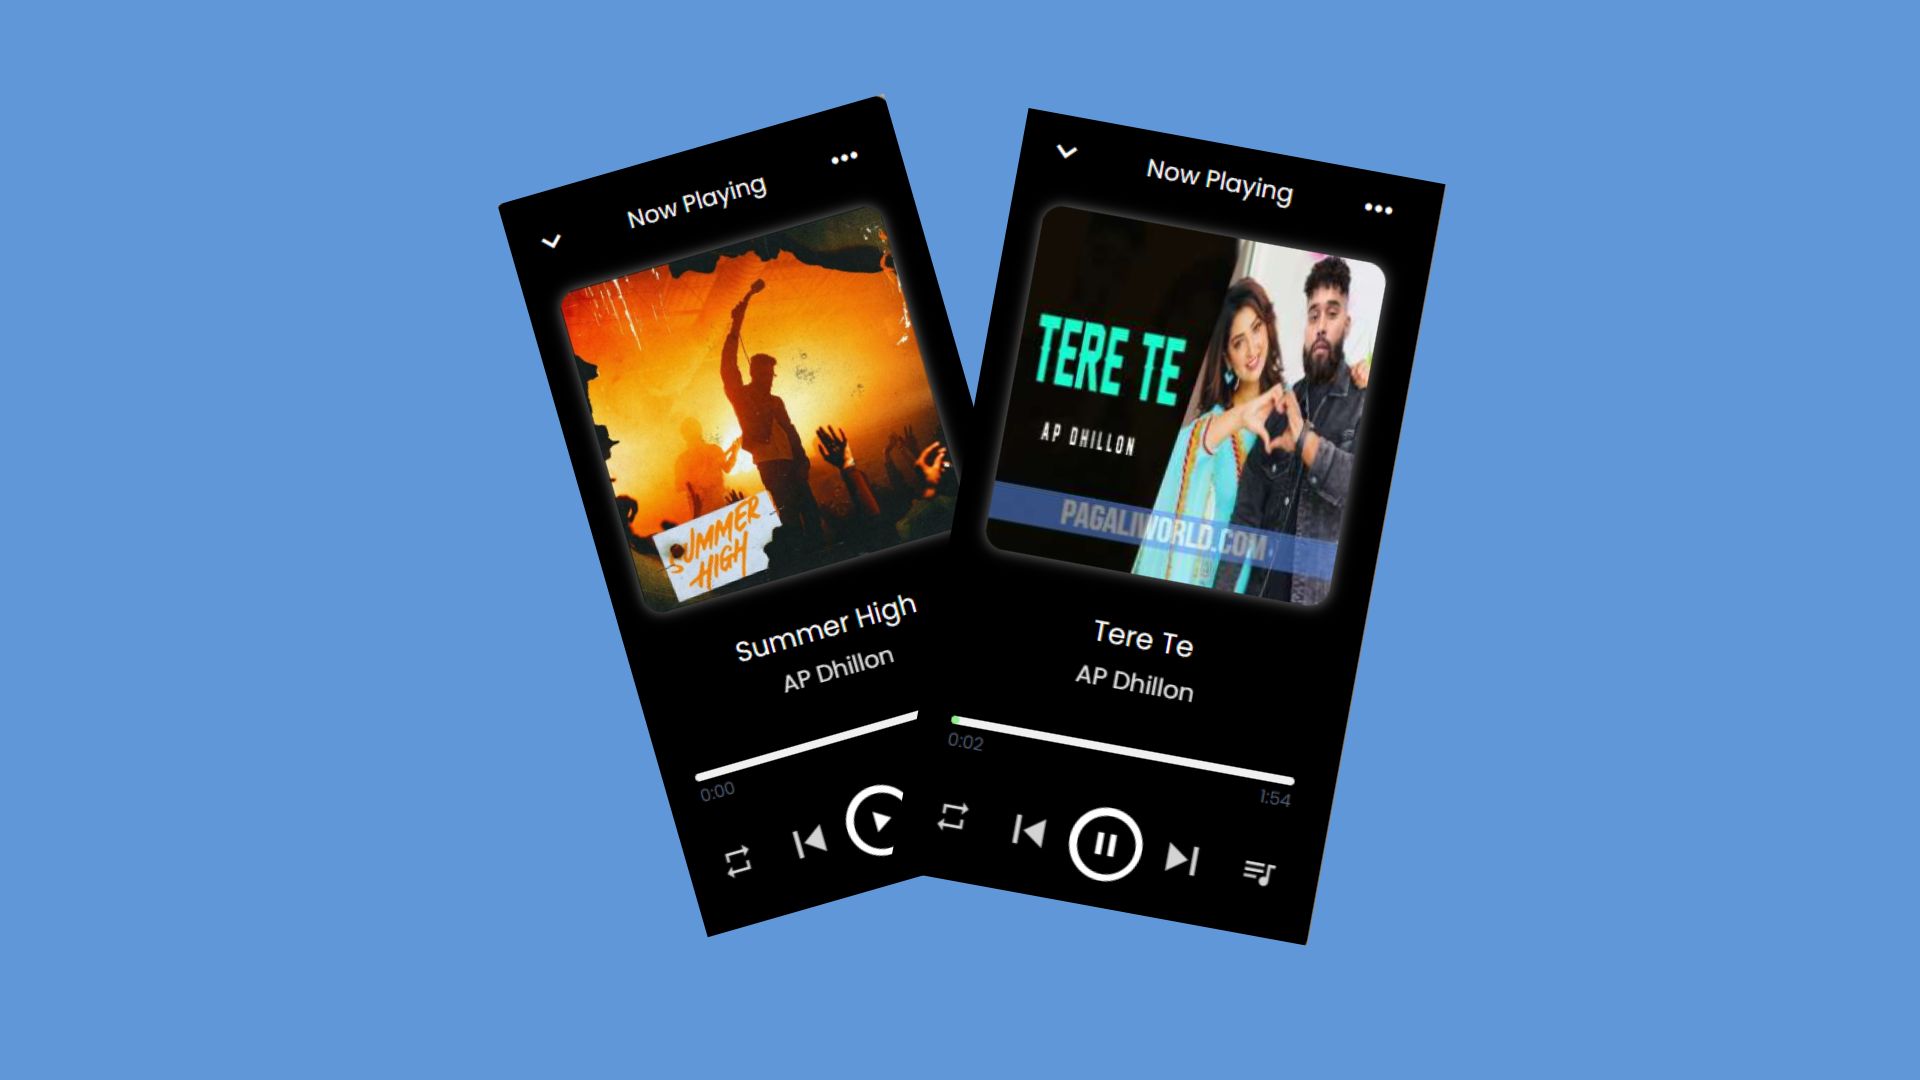 Now Playing
SUMMER
HIGH
Summer High
AP Dhillon
0:00
Now Playing
TERE TE
AP DHILLON
PAGALIWORLD.COM
Tere Te
AP Dhillon
0:02
1:54